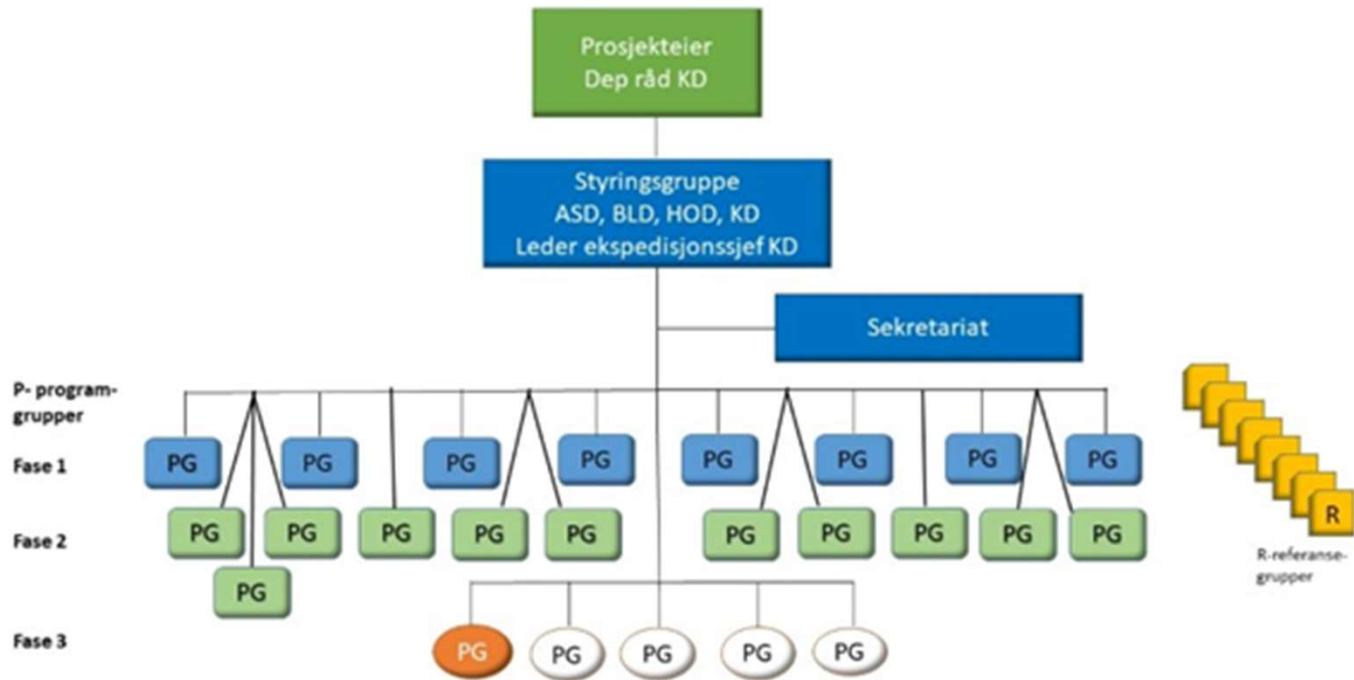 Prosjekteier
Dep råd KD
Styringsgruppe
ASD, BLD, HOD, KD
Leder ekspedisjonssjef KD
Sekretariat
P- program-
grupper
Fase 1
PG PG PG PG PG PG PG PG
Fase 2
PG PG PG PG PG PG PG PG PG PG
PG
R
R-referanse-
grupper
Fase 3
PG PG PG PG PG